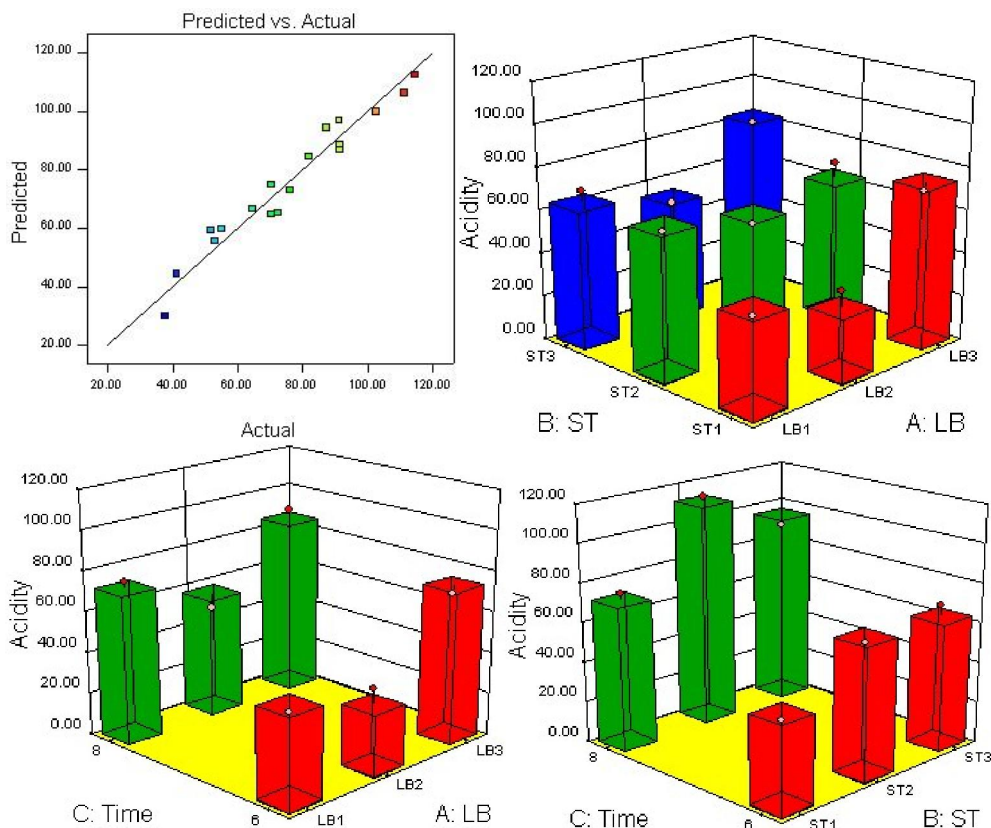 Predicted vs. Actual
120.00
100.00
80.00
60.00
40.00
20.00
Predicted
20.00 40.00 60.00 80.00 100.00 120.00
Actual
120.00
100.00
80.00
60.00
40.00
20.00
0.00
Acidity
ST3
ST2
ST1
B: ST
LB1
LB2
LB3
A: LB
120.00
100.00
80.00
60.00
40.00
20.00
0.00
Acidity
8
6
C: Time
LB1
LB2
LB3
A: LB
120.00
100.00
80.00
60.00
40.00
20.00
0.00
Acidity
8
6
C: Time
ST1
ST2
ST3
B: ST